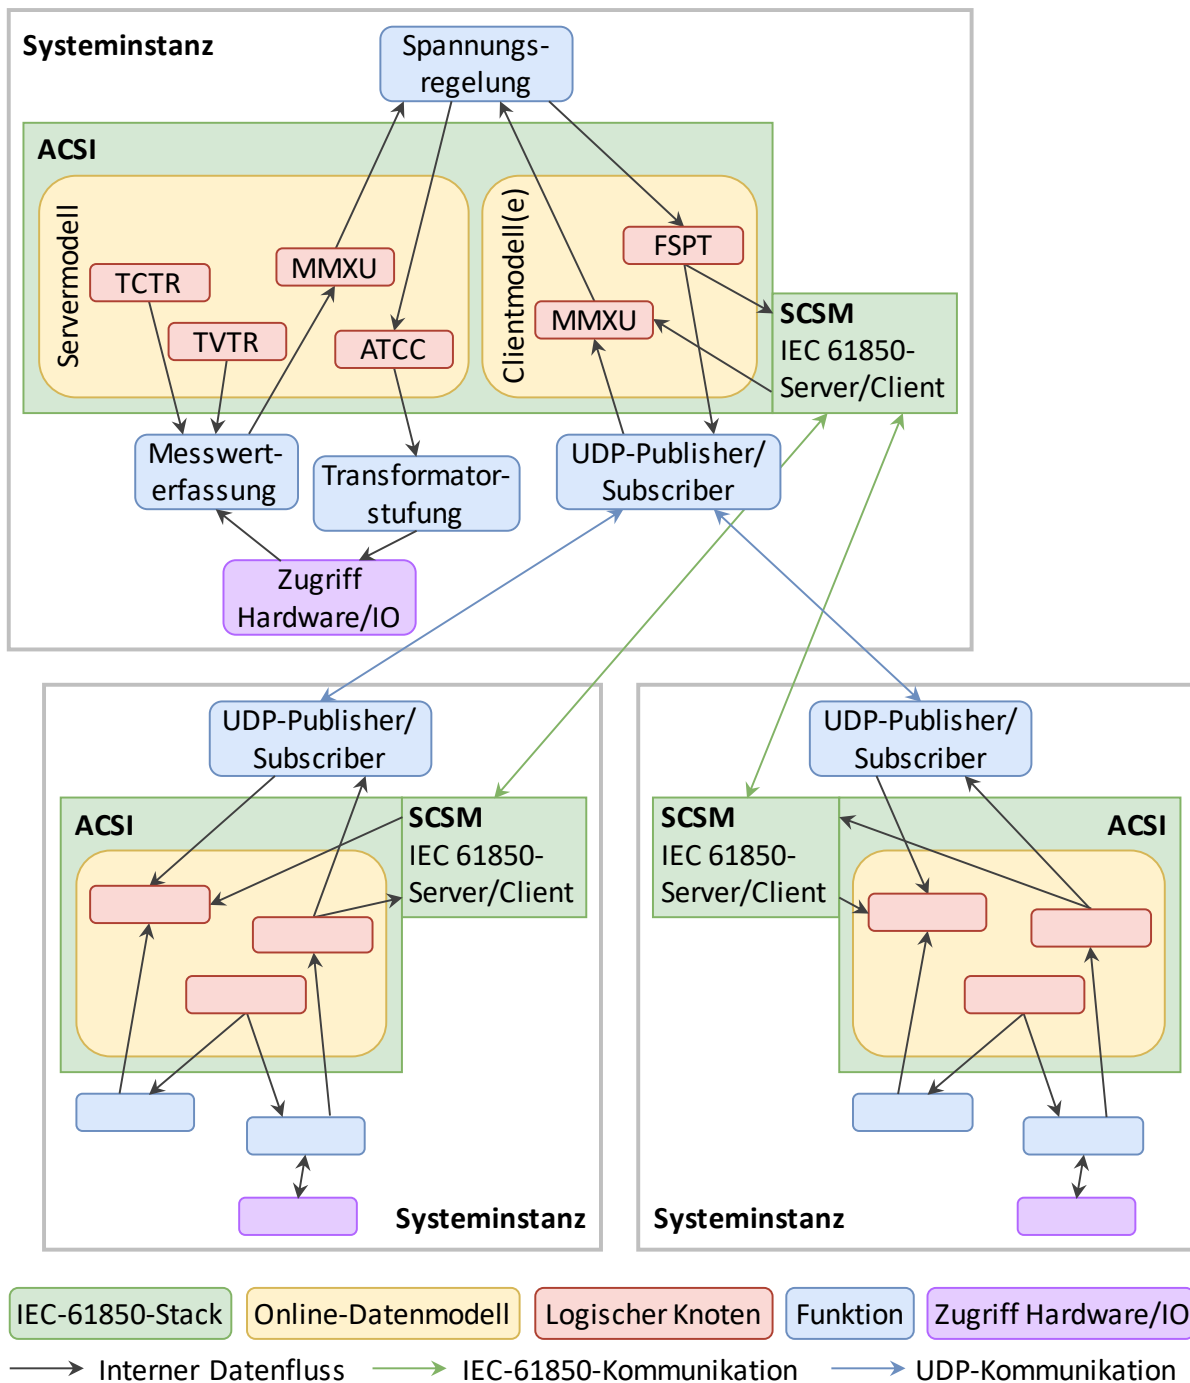 Systeminstanz
Spannungs-
regelung
ACSI
Servermodell
TCTR
TVTR
MMXU
ATCC
Clientmodell(e)
FSPT
MMXU
SCSM
IEC 61850-
Server/Client
Messwert-
erfassung
Transformator-
stufung
UDP-Publisher/
Subscriber
Zugriff
Hardware/IO
UDP-Publisher/
Subscriber
ACSI
SCSM
IEC 61850-
Server/Client
Systeminstanz
UDP-Publisher/
Subscriber
SCSM
IEC 61850-
Server/Client
ACSI
Systeminstanz
IEC-61850-Stack
Online-Datenmodell
Logischer Knoten
Funktion
Zugriff Hardware/IO
Interner Datenfluss
IEC-61850-Kommunikation
UDP-Kommunikation